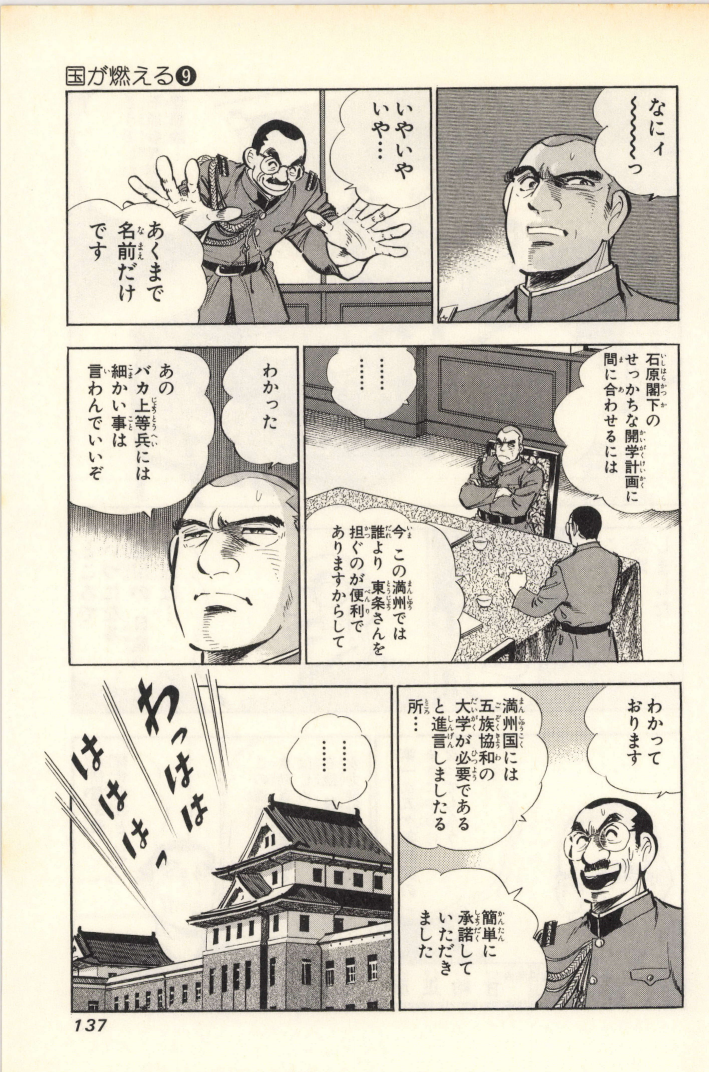 国が燃える❾
なにィ
〜〜〜〜っ
いやいや
いや…
あくまで
名前だけ
です
石原閣下の
せっかちな開学計画に
間に合わせるには
………
今 この満州では
誰より 東条さんを
担ぐのが便利で
ありますからして
わかった
あの
バカ上等兵には
細かい事は
言わんでいいぞ
わかって
おります
満州国には
五族協和の
大学が必要である
と進言しましたる
所…
簡単に
承諾して
いただき
ました
………
わっはは
はははっ
137